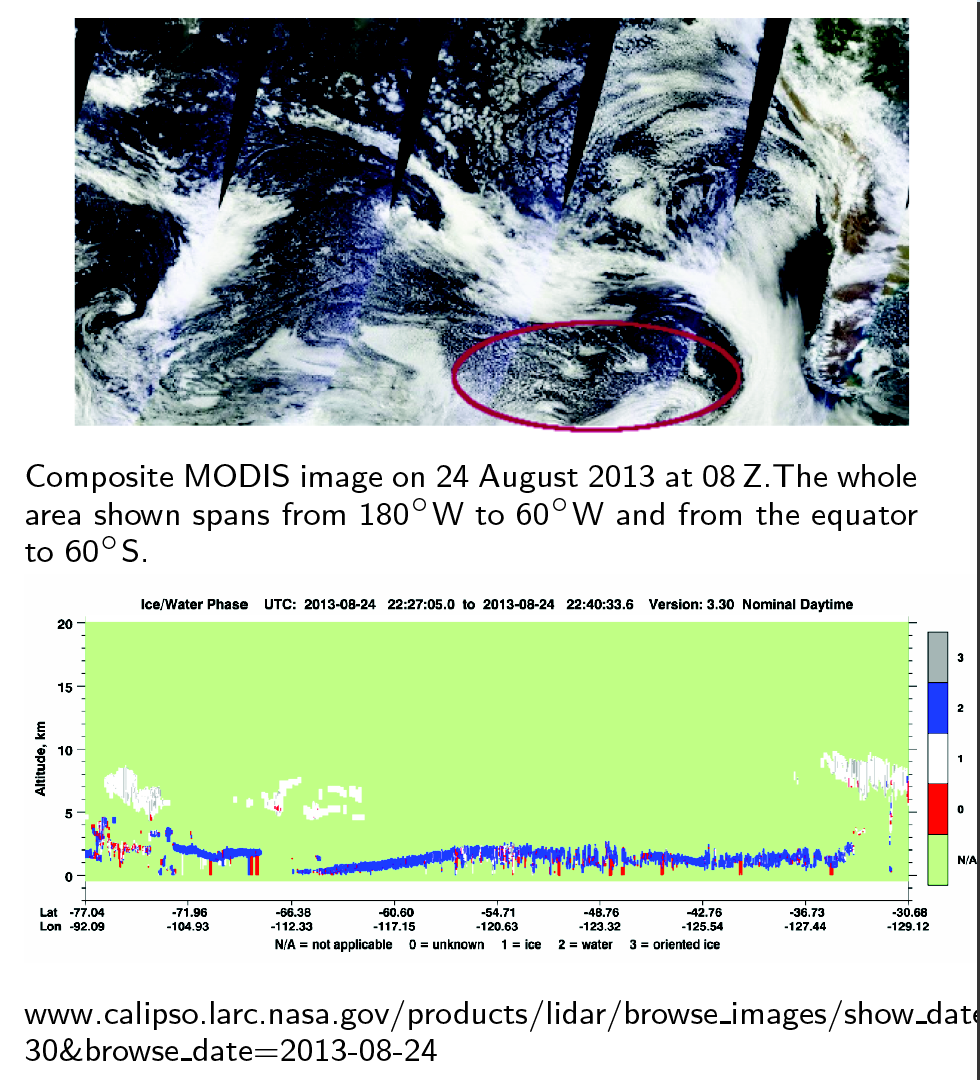 Composite MODIS image on 24 August 2013 at 08 Z.The whole
area shown spans from 180°W to 60°W and from the equator
to 60°S.
Ice/Water Phase UTC: 2013-08-24 22:27:05.0 to 2013-08-24 22:40:33.6 Version: 3.30 Nominal Daytime
20
15
10
5
0
Altitude, km
3
2
1
0
N/A
Lat -77.04 -71.96 -66.38 -60.60 -54.71 -48.76 -42.76 -36.73 -30.68
Lon -92.09 -104.93 -112.33 -117.15 -120.63 -123.32 -125.54 -127.44 -129.12
N/A = not applicable 0 = unknown 1 = ice 2 = water 3 = oriented ice
www.calipso.larc.nasa.gov/products/lidar/browse_images/show_date
30&browse_date=2013-08-24